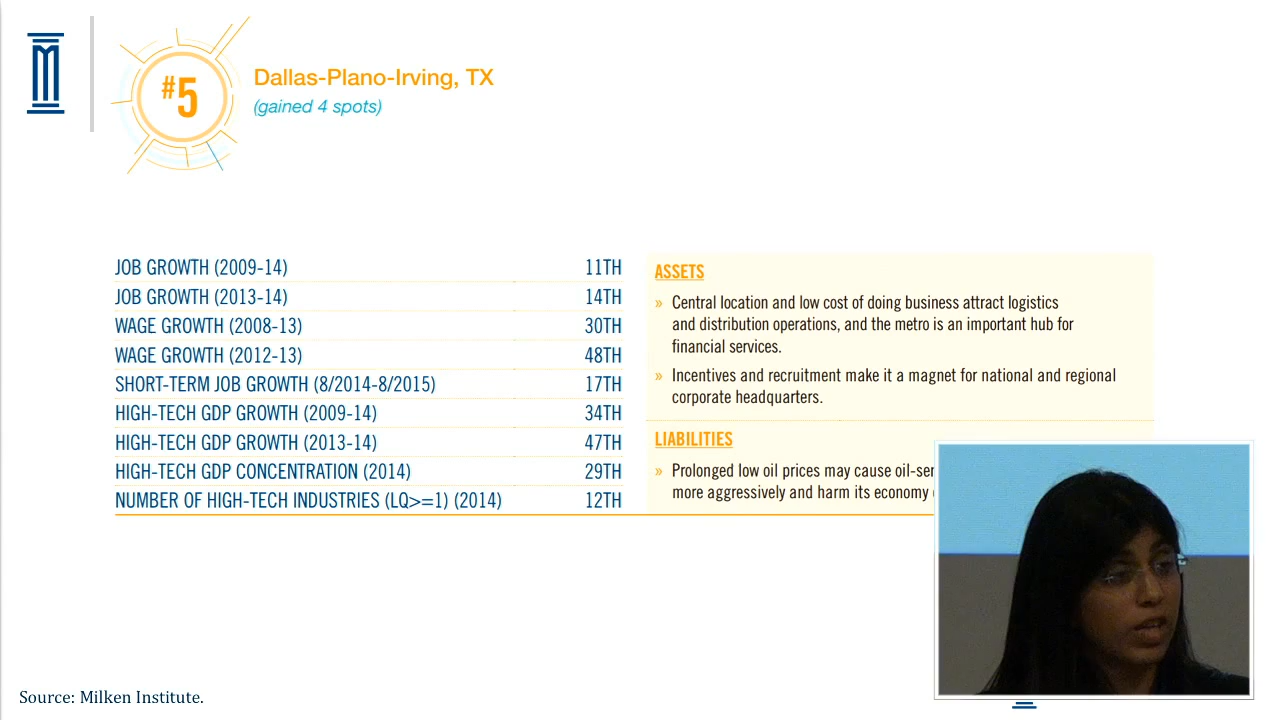 #5
Dallas-Plano-Irving, TX
(gained 4 spots)
JOB GROWTH (2009-14) 11TH
JOB GROWTH (2013-14) 14TH
WAGE GROWTH (2008-13) 30TH
WAGE GROWTH (2012-13) 48TH
SHORT-TERM JOB GROWTH (8/2014-8/2015) 17TH
HIGH-TECH GDP GROWTH (2009-14) 34TH
HIGH-TECH GDP GROWTH (2013-14) 47TH
HIGH-TECH GDP CONCENTRATION (2014) 29TH
NUMBER OF HIGH-TECH INDUSTRIES (LQ>=1) (2014) 12TH
ASSETS
» Central location and low cost of doing business attract logistics
and distribution operations, and the metro is an important hub for
financial services.
» Incentives and recruitment make it a magnet for national and regional
corporate headquarters.
LIABILITIES
» Prolonged low oil prices may cause
more aggressively and harm its economy
Source: Milken Institute.